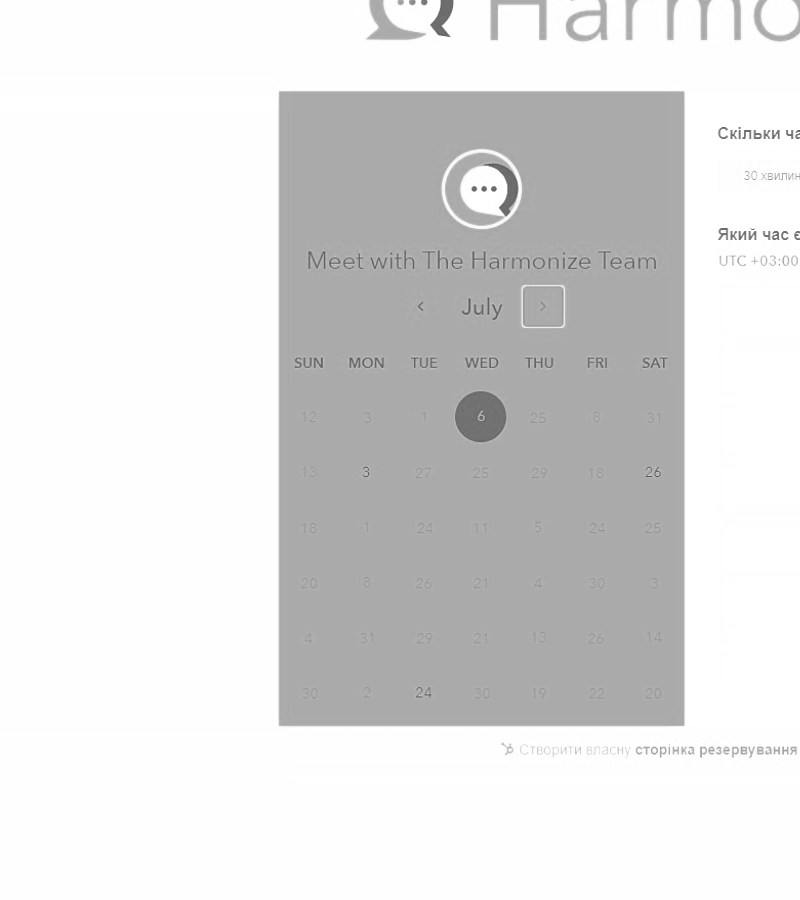 Harmo
Скільки ча
30 хвилин
Який час є
UTC +03:00
Meet with The Harmonize Team
July
SUN MON TUE WED THU FRI SAT
12 3 1 6 25 8 31
13 3 27 25 29 18 26
18 1 24 11 5 24 25
20 8 26 21 4 30 3
4 31 29 21 13 26 14
30 2 24 30 19 22 20
Створити власну сторінка резервування